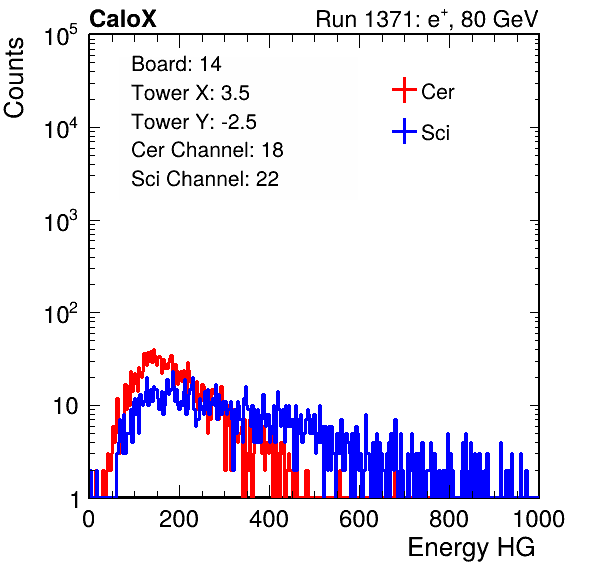 CaloX Run 1371: e⁺, 80 GeV
Counts
10⁵
10⁴
10³
10²
10
1
Board: 14
Tower X: 3.5
Tower Y: -2.5
Cer Channel: 18
Sci Channel: 22
Cer
Sci
0 200 400 600 800 1000
Energy HG